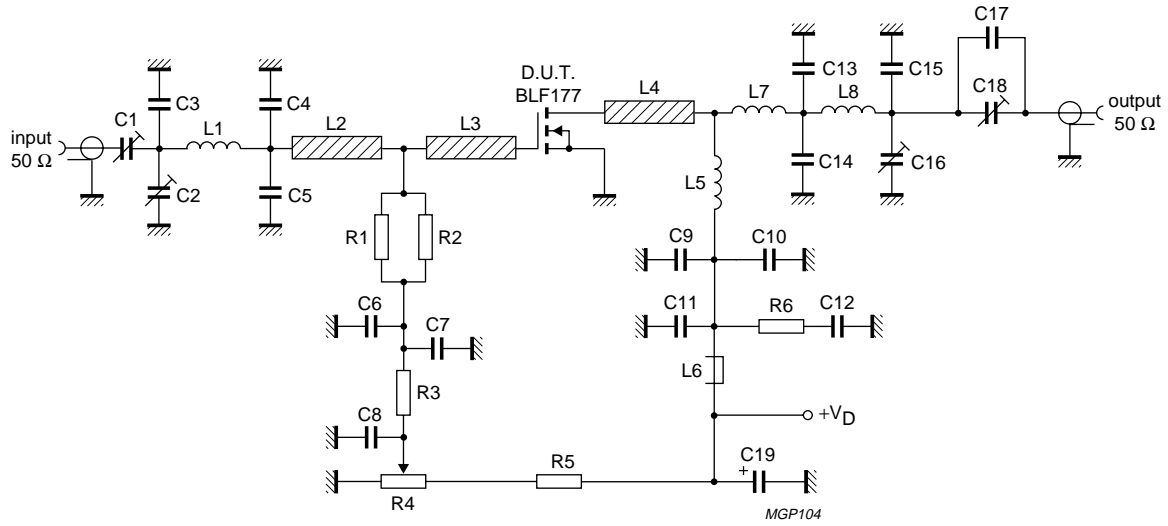 C17
D.U.T.
BLF177
C3
C4
L4
C13
C15
C18
input
50 Ω
C1
L1
L2
L3
L7
L8
output
50 Ω
C2
C5
C14
C16
L5
R1
R2
C9
C10
C6
C7
C11
R6
C12
L6
R3
C8
+VD
R5
C19
+
R4
MGP104